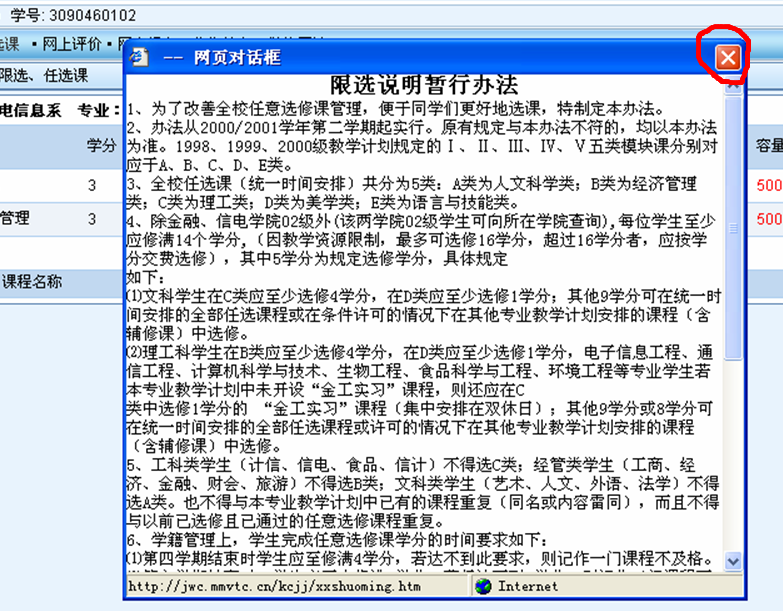 学号: 3090460102
选课 ·网上评价·
网页对话框
限选、任选课
限选说明暂行办法
电信息系 专业:
1、为了改善全校任意选修课管理，便于同学们更好地选课，特制定本办法。
2、办法从2000/2001学年第二学期起实行。原有规定与本办法不符的，均以本办法
学分
容量
为准。1998、1999、2000级教学计划规定的Ⅰ、Ⅱ、Ⅲ、Ⅳ、Ⅴ五类模块课分别对
应于A、B、C、D、E类。
3
500
3、全校任选课（统一时间安排）共分为5类: A类为人文科学类; B类为经济管理
类; C类为理工类; D类为美学类; E类为语言与技能类。
管理
3
500
4、除金融、信电学院02级外(该两学院02级学生可向所在学院查询),每位学生至少
应修满14个学分,（因教学资源限制，最多可选修16学分，超过16学分者，应按学
分交费选修），其中5学分为规定选修学分，具体规定
如下:
课程名称
⑴文科学生在C类应至少选修4学分，在D类应至少选修1学分; 其他9学分可在统一时
间安排的全部任选课程或在条件许可的情况下在其他专业教学计划安排的课程（含
辅修课）中选修。
⑵理工科学生在B类应至少选修4学分，在D类应至少选修1学分，电子信息工程、通
信工程、计算机科学与技术、生物工程、食品科学与工程、环境工程等专业学生若
本专业教学计划中未开设“金工实习”课程，则还应在C
类中选修1学分的 “金工实习”课程（集中安排在双休日）; 其他9学分或8学分可
在统一时间安排的全部任选课程或许可的情况下在其他专业教学计划安排的课程
（含辅修课）中选修。
5、工科类学生（计信、信电、食品、信计）不得选C类; 经管类学生（工商、经
济、金融、财会、旅游）不得选B类; 文科类学生（艺术、人文、外语、法学）不得
选A类。也不得与本专业教学计划中已有的课程重复（同名或内容雷同），而且不得
与以前已选修且已通过的任意选修课程重复。
6、学籍管理上，学生完成任意选修课学分的时间要求如下:
⑴第四学期结束时学生应至修满4学分，若达不到此要求，则记作一门课程不及格。
http://jwc.mmvtc.cn/kcjj/xxshuoming.htm
Internet